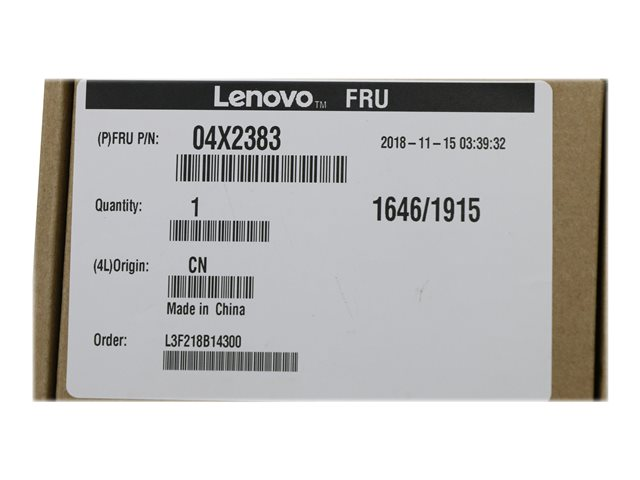 Lenovo™ FRU
(P)FRU P/N: 04X2383 2018-11-15 03:39:32
Quantity: 1 1646/1915
(4L)Origin: CN
Made in China
Order: L3F218B14300